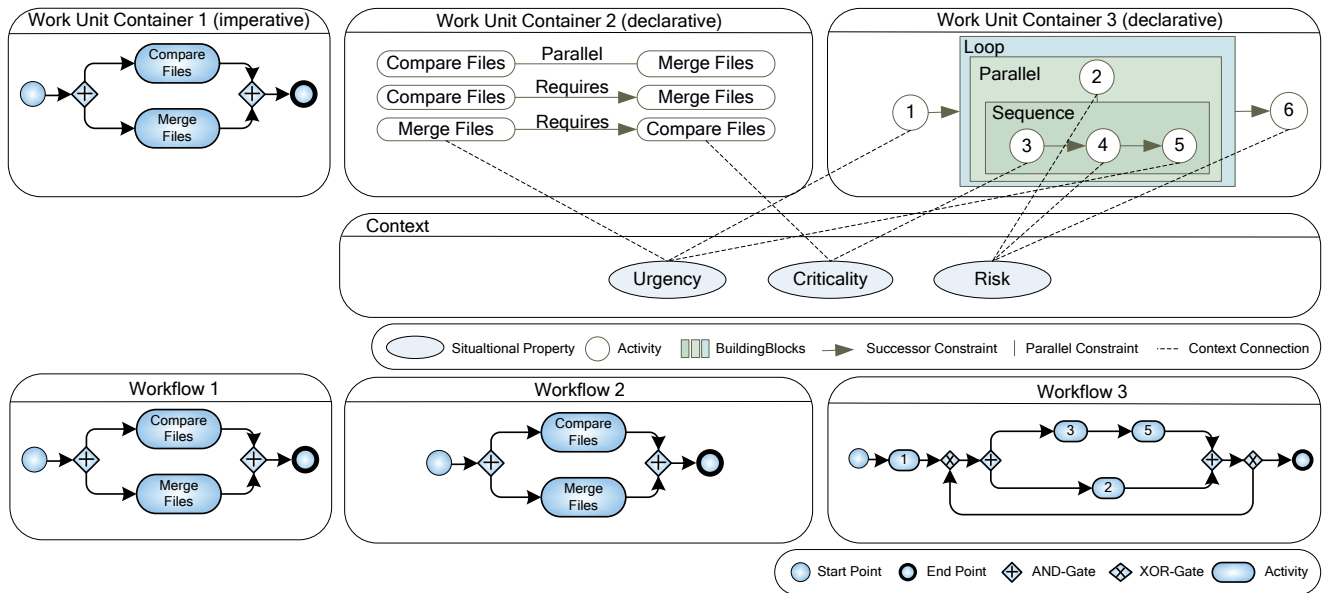 Work Unit Container 1 (imperative)
Compare
Files
Merge
Files
Work Unit Container 2 (declarative)
Compare Files
Parallel
Merge Files
Compare Files
Requires
Merge Files
Merge Files
Requires
Compare Files
Work Unit Container 3 (declarative)
Loop
Parallel
2
1
6
Sequence
3
4
5
Context
Urgency
Criticality
Risk
Situaltional Property
Activity
BuildingBlocks
Successor Constraint
Parallel Constraint
Context Connection
Workflow 1
Compare
Files
Merge
Files
Workflow 2
Compare
Files
Merge
Files
Workflow 3
3
5
1
2
Start Point
End Point
AND-Gate
XOR-Gate
Activity